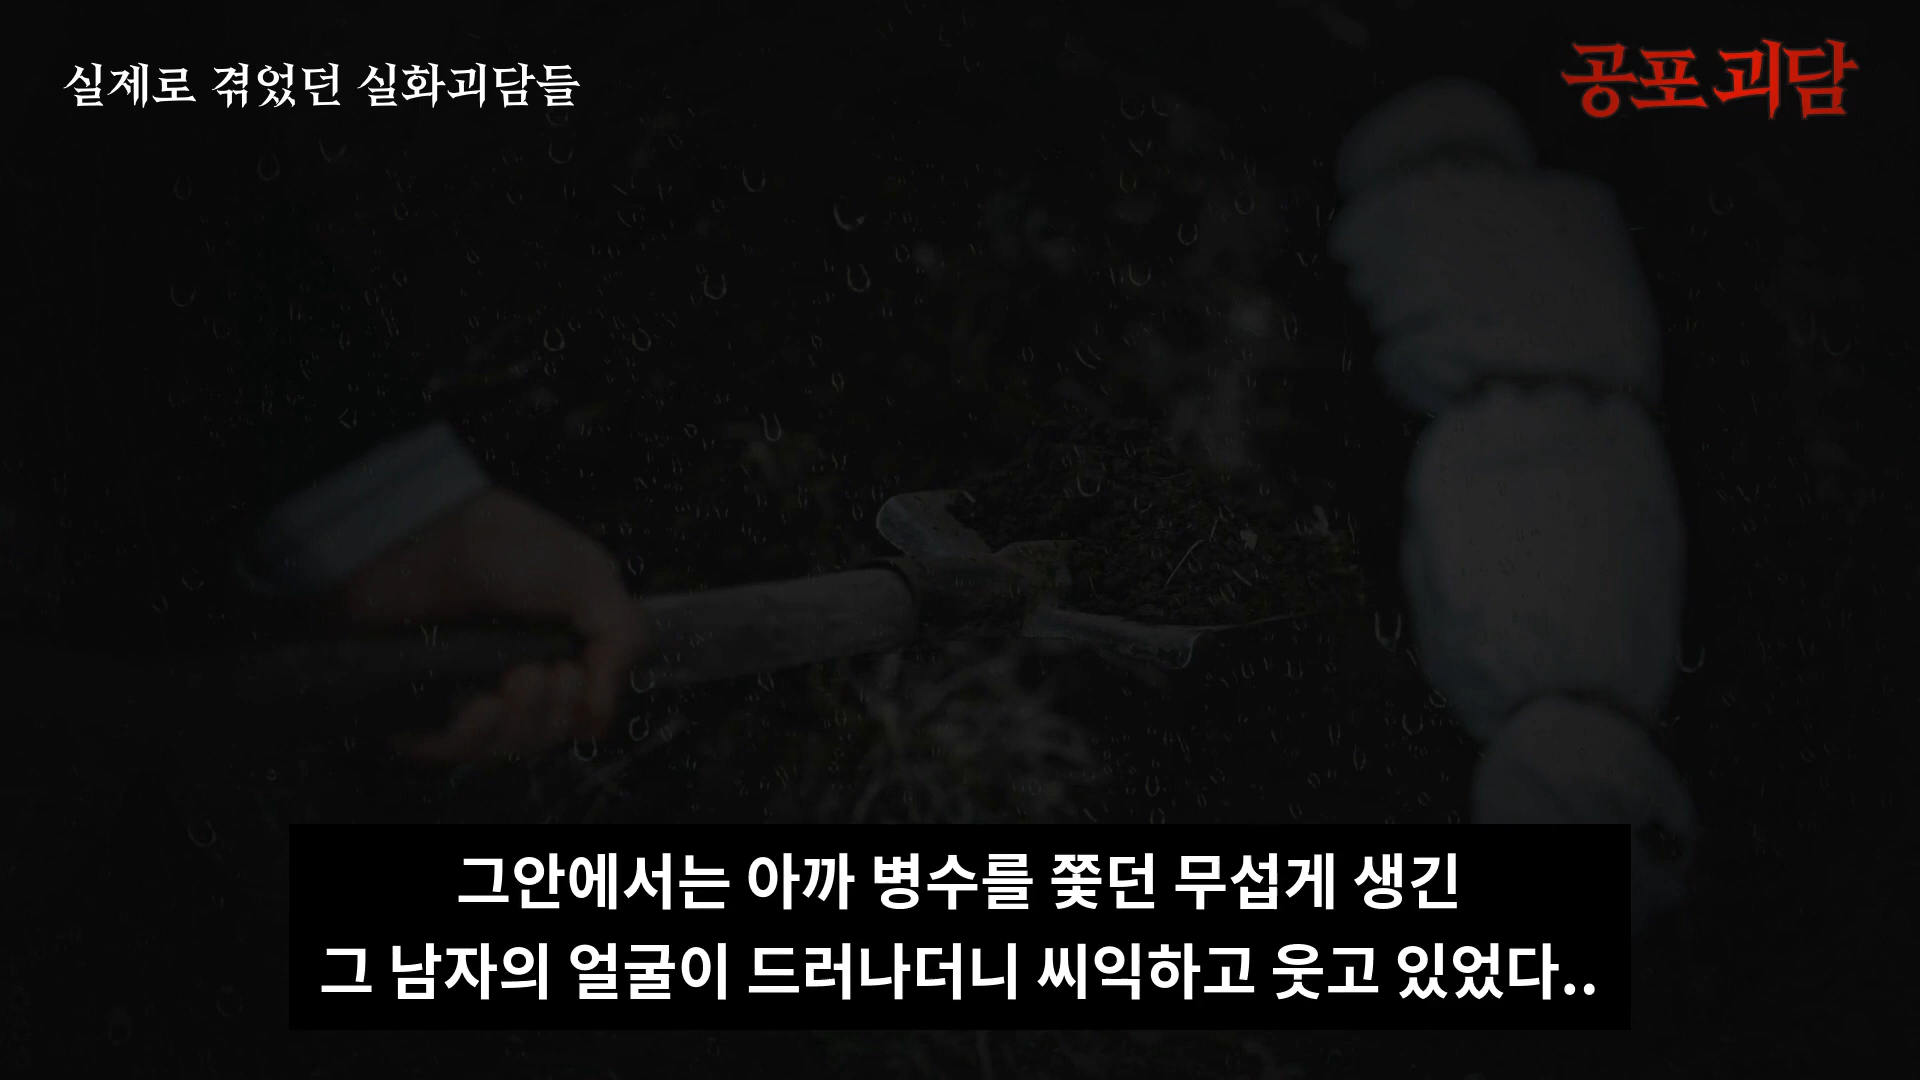 실제로 겪었던 실화괴담들
공포 괴담
그안에서는 아까 병수를 쫓던 무섭게 생긴
그 남자의 얼굴이 드러나더니 씨익하고 웃고 있었다..